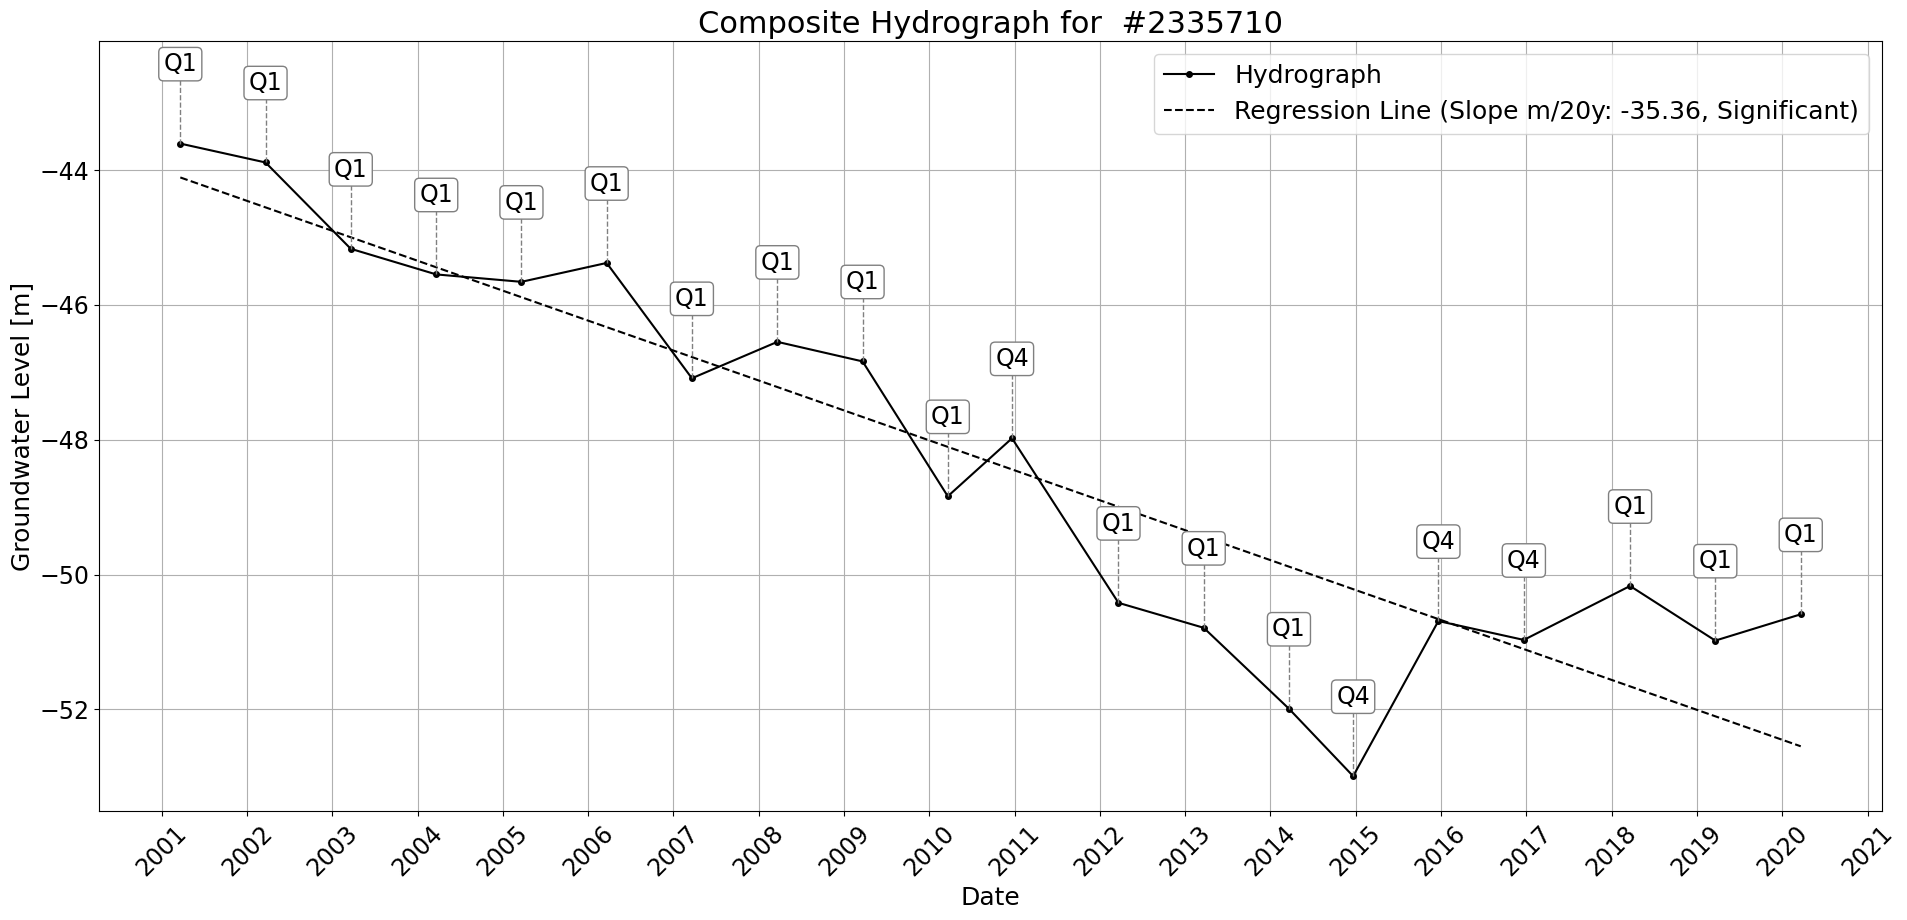 Composite Hydrograph for  #2335710
Hydrograph
Regression Line (Slope m/20y: -35.36, Significant)
Q1
Q1
Q1
Q1
Q1
Q1
Q1
Q1
Q1
Q1
Q4
Q1
Q1
Q1
Q4
Q4
Q4
Q1
Q1
Q1
Groundwater Level [m]
−44
−46
−48
−50
−52
2001 2002 2003 2004 2005 2006 2007 2008 2009 2010 2011 2012 2013 2014 2015 2016 2017 2018 2019 2020 2021
Date